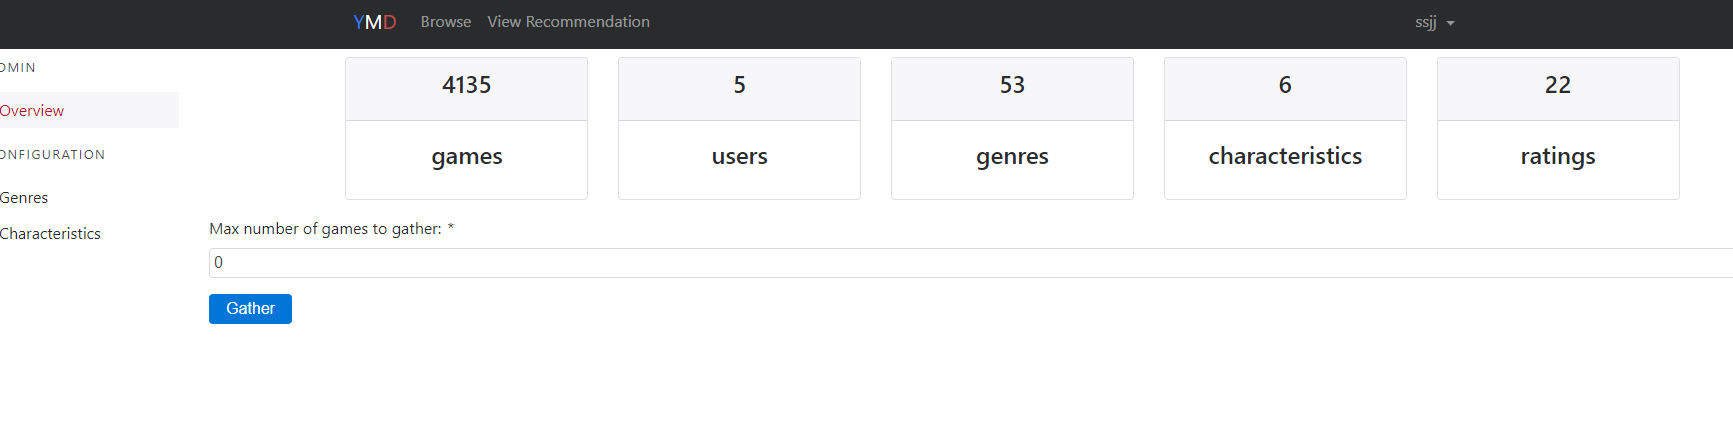 YMD Browse View Recommendation ssjj
DMIN
Overview
ONFIGURATION
Genres
Characteristics
4135
games
5
users
53
genres
6
characteristics
22
ratings
Max number of games to gather: *
0
Gather